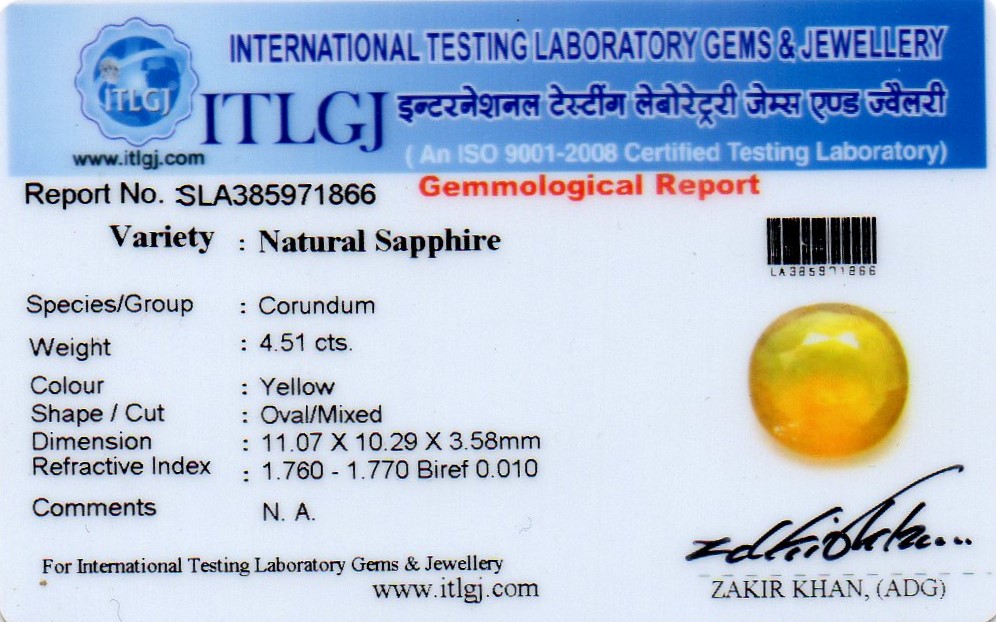 INTERNATIONAL TESTING LABORATORY GEMS & JEWELLERY
ITLGJ
ITLGJ इन्टरनेशनल टेस्टींग लेबोरेट्ररी जेम्स एण्ड ज्वैलरी
www.itlgj.com
( An ISO 9001-2008 Certified Testing Laboratory)
Report No. SLA385971866
Gemmological Report
Variety : Natural Sapphire
LA385971866
Species/Group : Corundum
Weight : 4.51 cts.
Colour : Yellow
Shape / Cut : Oval/Mixed
Dimension : 11.07 X 10.29 X 3.58mm
Refractive Index : 1.760 - 1.770 Biref 0.010
Comments N. A.
For International Testing Laboratory Gems & Jewellery
www.itlgj.com
ZAKIR KHAN, (ADG)